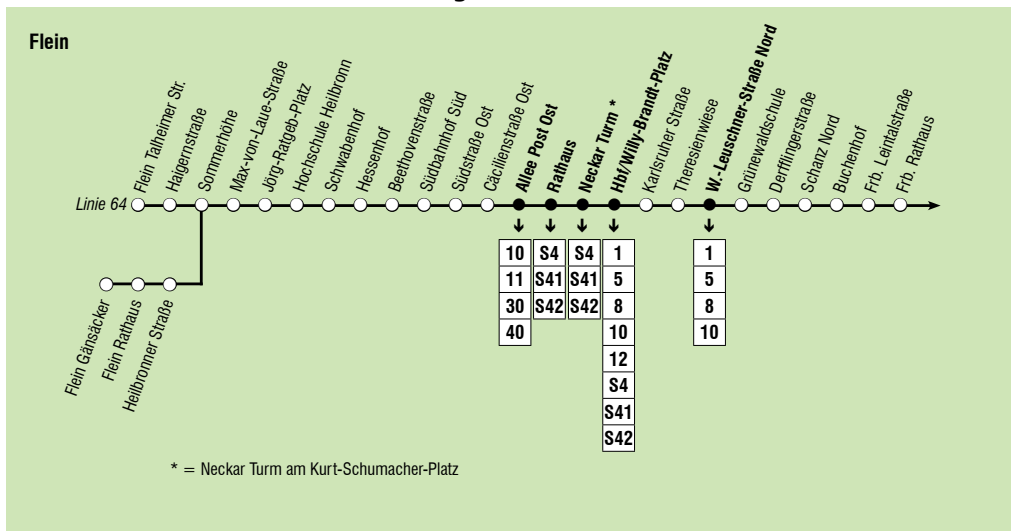 Flein
Flein Talheimer Str.
Haigernstraße
Sommerhöhe
Max-von-Laue-Straße
Jörg-Ratgeb-Platz
Hochschule Heilbronn
Schwabenhof
Hessenhof
Beethovenstraße
Südbahnhof Süd
Südstraße Ost
Cäcilienstraße Ost
Allee Post Ost
Rathaus
Neckar Turm *
Hbf/Willy-Brandt-Platz
Karlsruher Straße
Theresienwiese
W.-Leuschner-Straße Nord
Grünewaldschule
Derfflingerstraße
Schanz Nord
Buchenhof
Frb. Leintalstraße
Frb. Rathaus
Linie 64
10 S4 S4 1 1
11 S41 S41 5 5
30 S42 S42 8 8
40 10 10
12
S4
S41
S42
Flein Gänsäcker
Flein Rathaus
Heilbronner Straße
* = Neckar Turm am Kurt-Schumacher-Platz